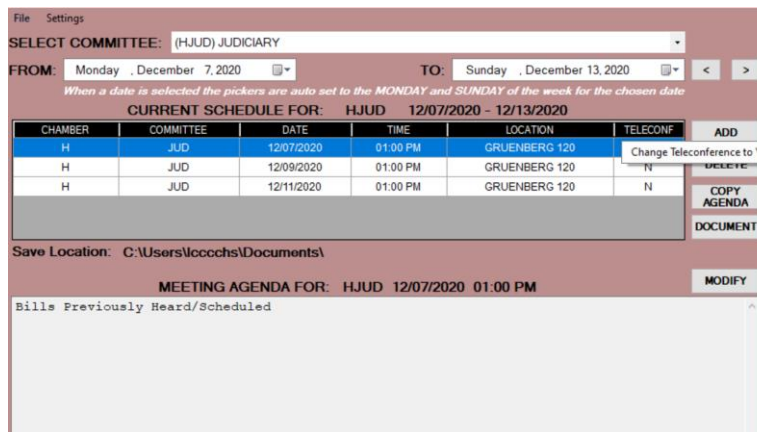 File Settings
SELECT COMMITTEE: (HJUD) JUDICIARY
FROM: Monday , December 7, 2020 TO: Sunday , December 13, 2020 < >
When a date is selected the pickers are auto set to the MONDAY and SUNDAY of the week for the chosen date
CURRENT SCHEDULE FOR: HJUD 12/07/2020 - 12/13/2020
CHAMBER COMMITTEE DATE TIME LOCATION TELECONF ADD
H JUD 12/07/2020 01:00 PM GRUENBERG 120 Change Teleconference to
H JUD 12/09/2020 01:00 PM GRUENBERG 120 N DELETE
H JUD 12/11/2020 01:00 PM GRUENBERG 120 N COPY
AGENDA
DOCUMENT
Save Location: C:\Users\lcccchs\Documents\
MEETING AGENDA FOR: HJUD 12/07/2020 01:00 PM MODIFY
Bills Previously Heard/Scheduled